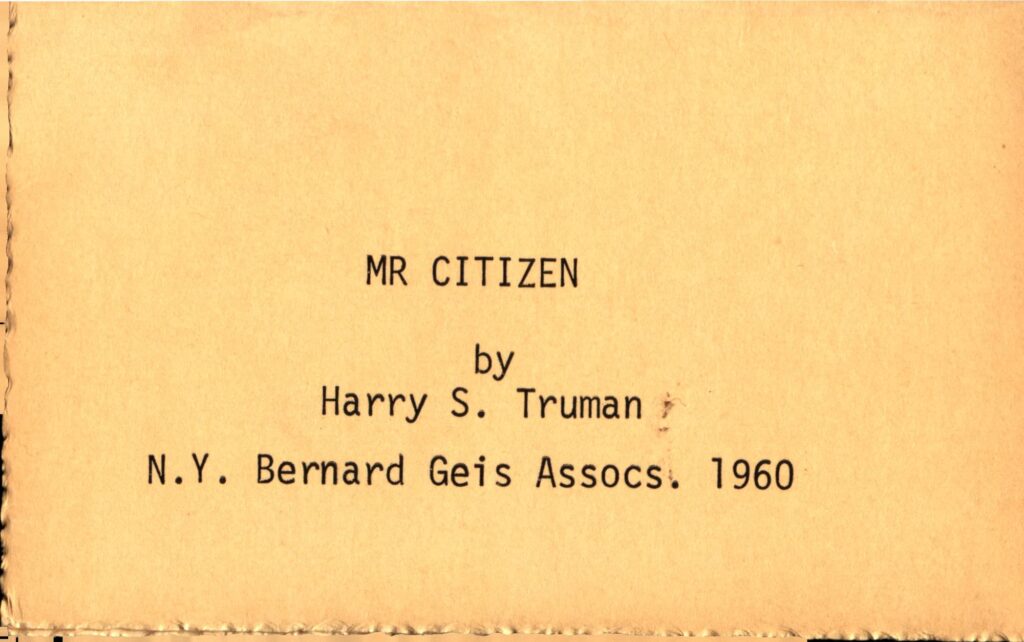 MR CITIZEN
by
Harry S. Truman
N.Y. Bernard Geis Assocs. 1960